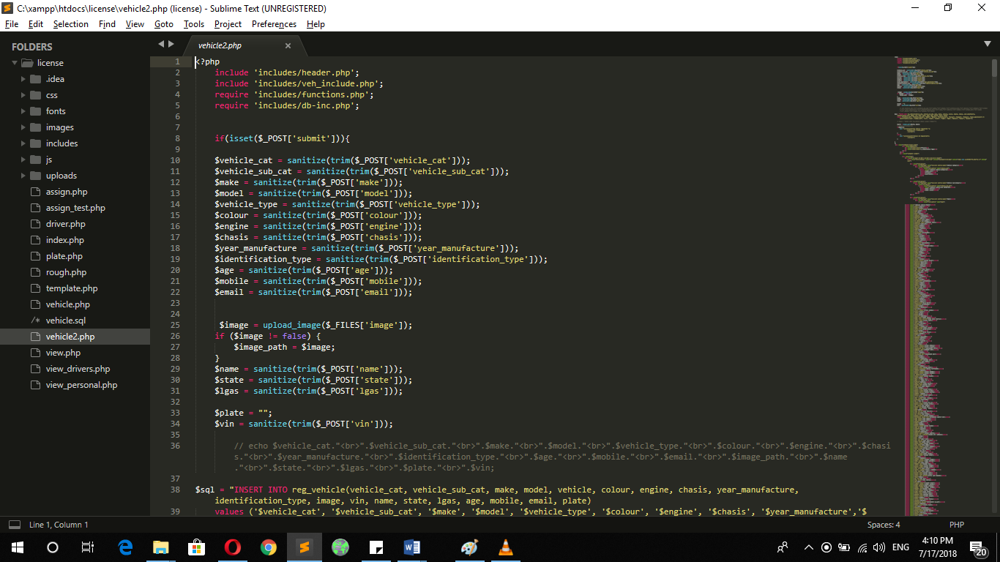 C:\xampp\htdocs\license\vehicle2.php (license) - Sublime Text (UNREGISTERED)
File Edit Selection Find View Goto Tools Project Preferences Help
FOLDERS
license
.idea
css
fonts
images
includes
js
uploads
assign.php
assign_test.php
driver.php
index.php
plate.php
rough.php
template.php
vehicle.php
/* vehicle.sql
vehicle2.php
view.php
view_drivers.php
view_personal.php
vehicle2.php ×
1 <?php
2 include 'includes/header.php';
3 include 'includes/veh_include.php';
4 require 'includes/functions.php';
5 require 'includes/db-inc.php';
6
7
8 if(isset($_POST['submit'])){
9
10 $vehicle_cat = sanitize(trim($_POST['vehicle_cat']));
11 $vehicle_sub_cat = sanitize(trim($_POST['vehicle_sub_cat']));
12 $make = sanitize(trim($_POST['make']));
13 $model = sanitize(trim($_POST['model']));
14 $vehicle_type = sanitize(trim($_POST['vehicle_type']));
15 $colour = sanitize(trim($_POST['colour']));
16 $engine = sanitize(trim($_POST['engine']));
17 $chasis = sanitize(trim($_POST['chasis']));
18 $year_manufacture = sanitize(trim($_POST['year_manufacture']));
19 $identification_type = sanitize(trim($_POST['identification_type']));
20 $age = sanitize(trim($_POST['age']));
21 $mobile = sanitize(trim($_POST['mobile']));
22 $email = sanitize(trim($_POST['email']));
23
24
25 $image = upload_image($_FILES['image']);
26 if ($image != false) {
27 $image_path = $image;
28 }
29 $name = sanitize(trim($_POST['name']));
30 $state = sanitize(trim($_POST['state']));
31 $lgas = sanitize(trim($_POST['lgas']));
32
33 $plate = "";
34 $vin = sanitize(trim($_POST['vin']));
35
36 // echo $vehicle_cat."<br>".$vehicle_sub_cat."<br>".$make."<br>".$model."<br>".$vehicle_type."<br>".$colour."<br>".$engine."<br>".$chasi
s."<br>".$year_manufacture."<br>".$identification_type."<br>".$age."<br>".$mobile."<br>".$email."<br>".$image_path."<br>".$name
."<br>".$state."<br>".$lgas."<br>".$plate."<br>".$vin;
37
38 $sql = "INSERT INTO reg_vehicle(vehicle_cat, vehicle_sub_cat, make, model, vehicle, colour, engine, chasis, year_manufacture,
identification_type, image, vin, name, state, lgas, age, mobile, email, plate)
39 values ('$vehicle_cat', '$vehicle_sub_cat', '$make', '$model', '$vehicle_type', '$colour', '$engine', '$chasis', '$year_manufacture','$
Line 1, Column 1
Spaces: 4
PHP
ENG
4:10 PM
7/17/2018
20